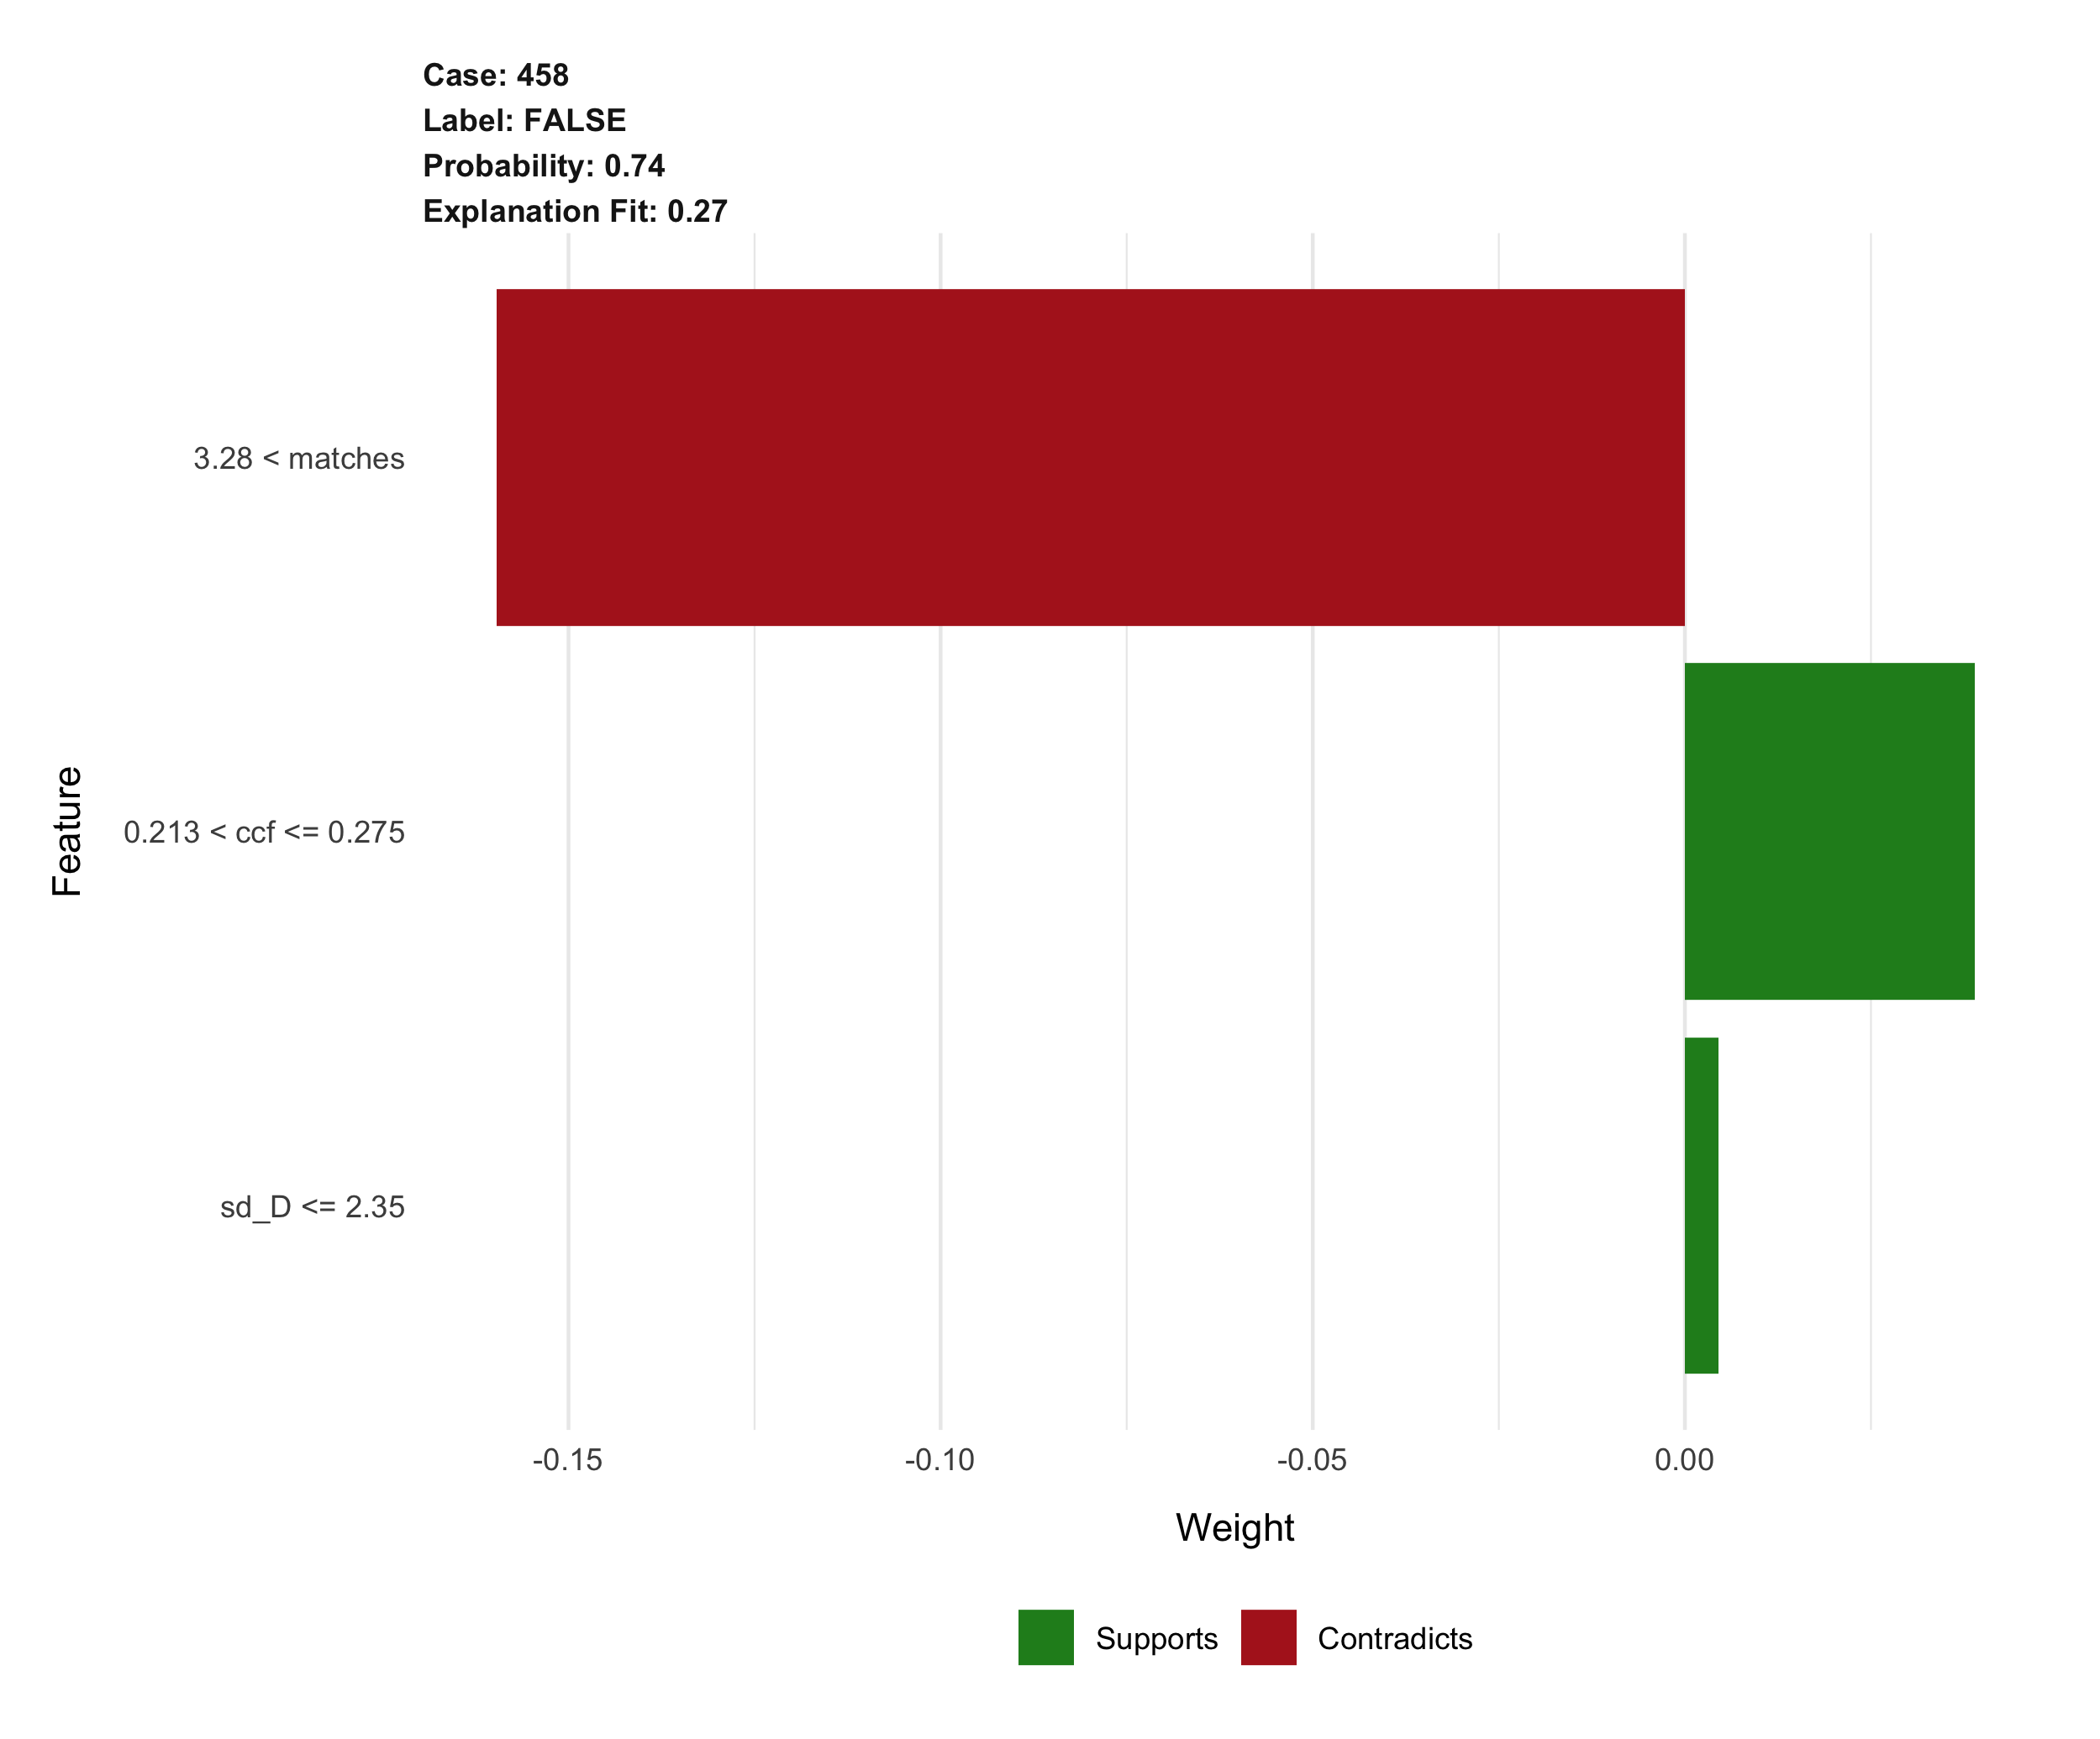 Case: 458
Label: FALSE
Probability: 0.74
Explanation Fit: 0.27
3.28 < matches
0.213 < ccf <= 0.275
sd_D <= 2.35
Feature
-0.15 -0.10 -0.05 0.00
Weight
Supports Contradicts